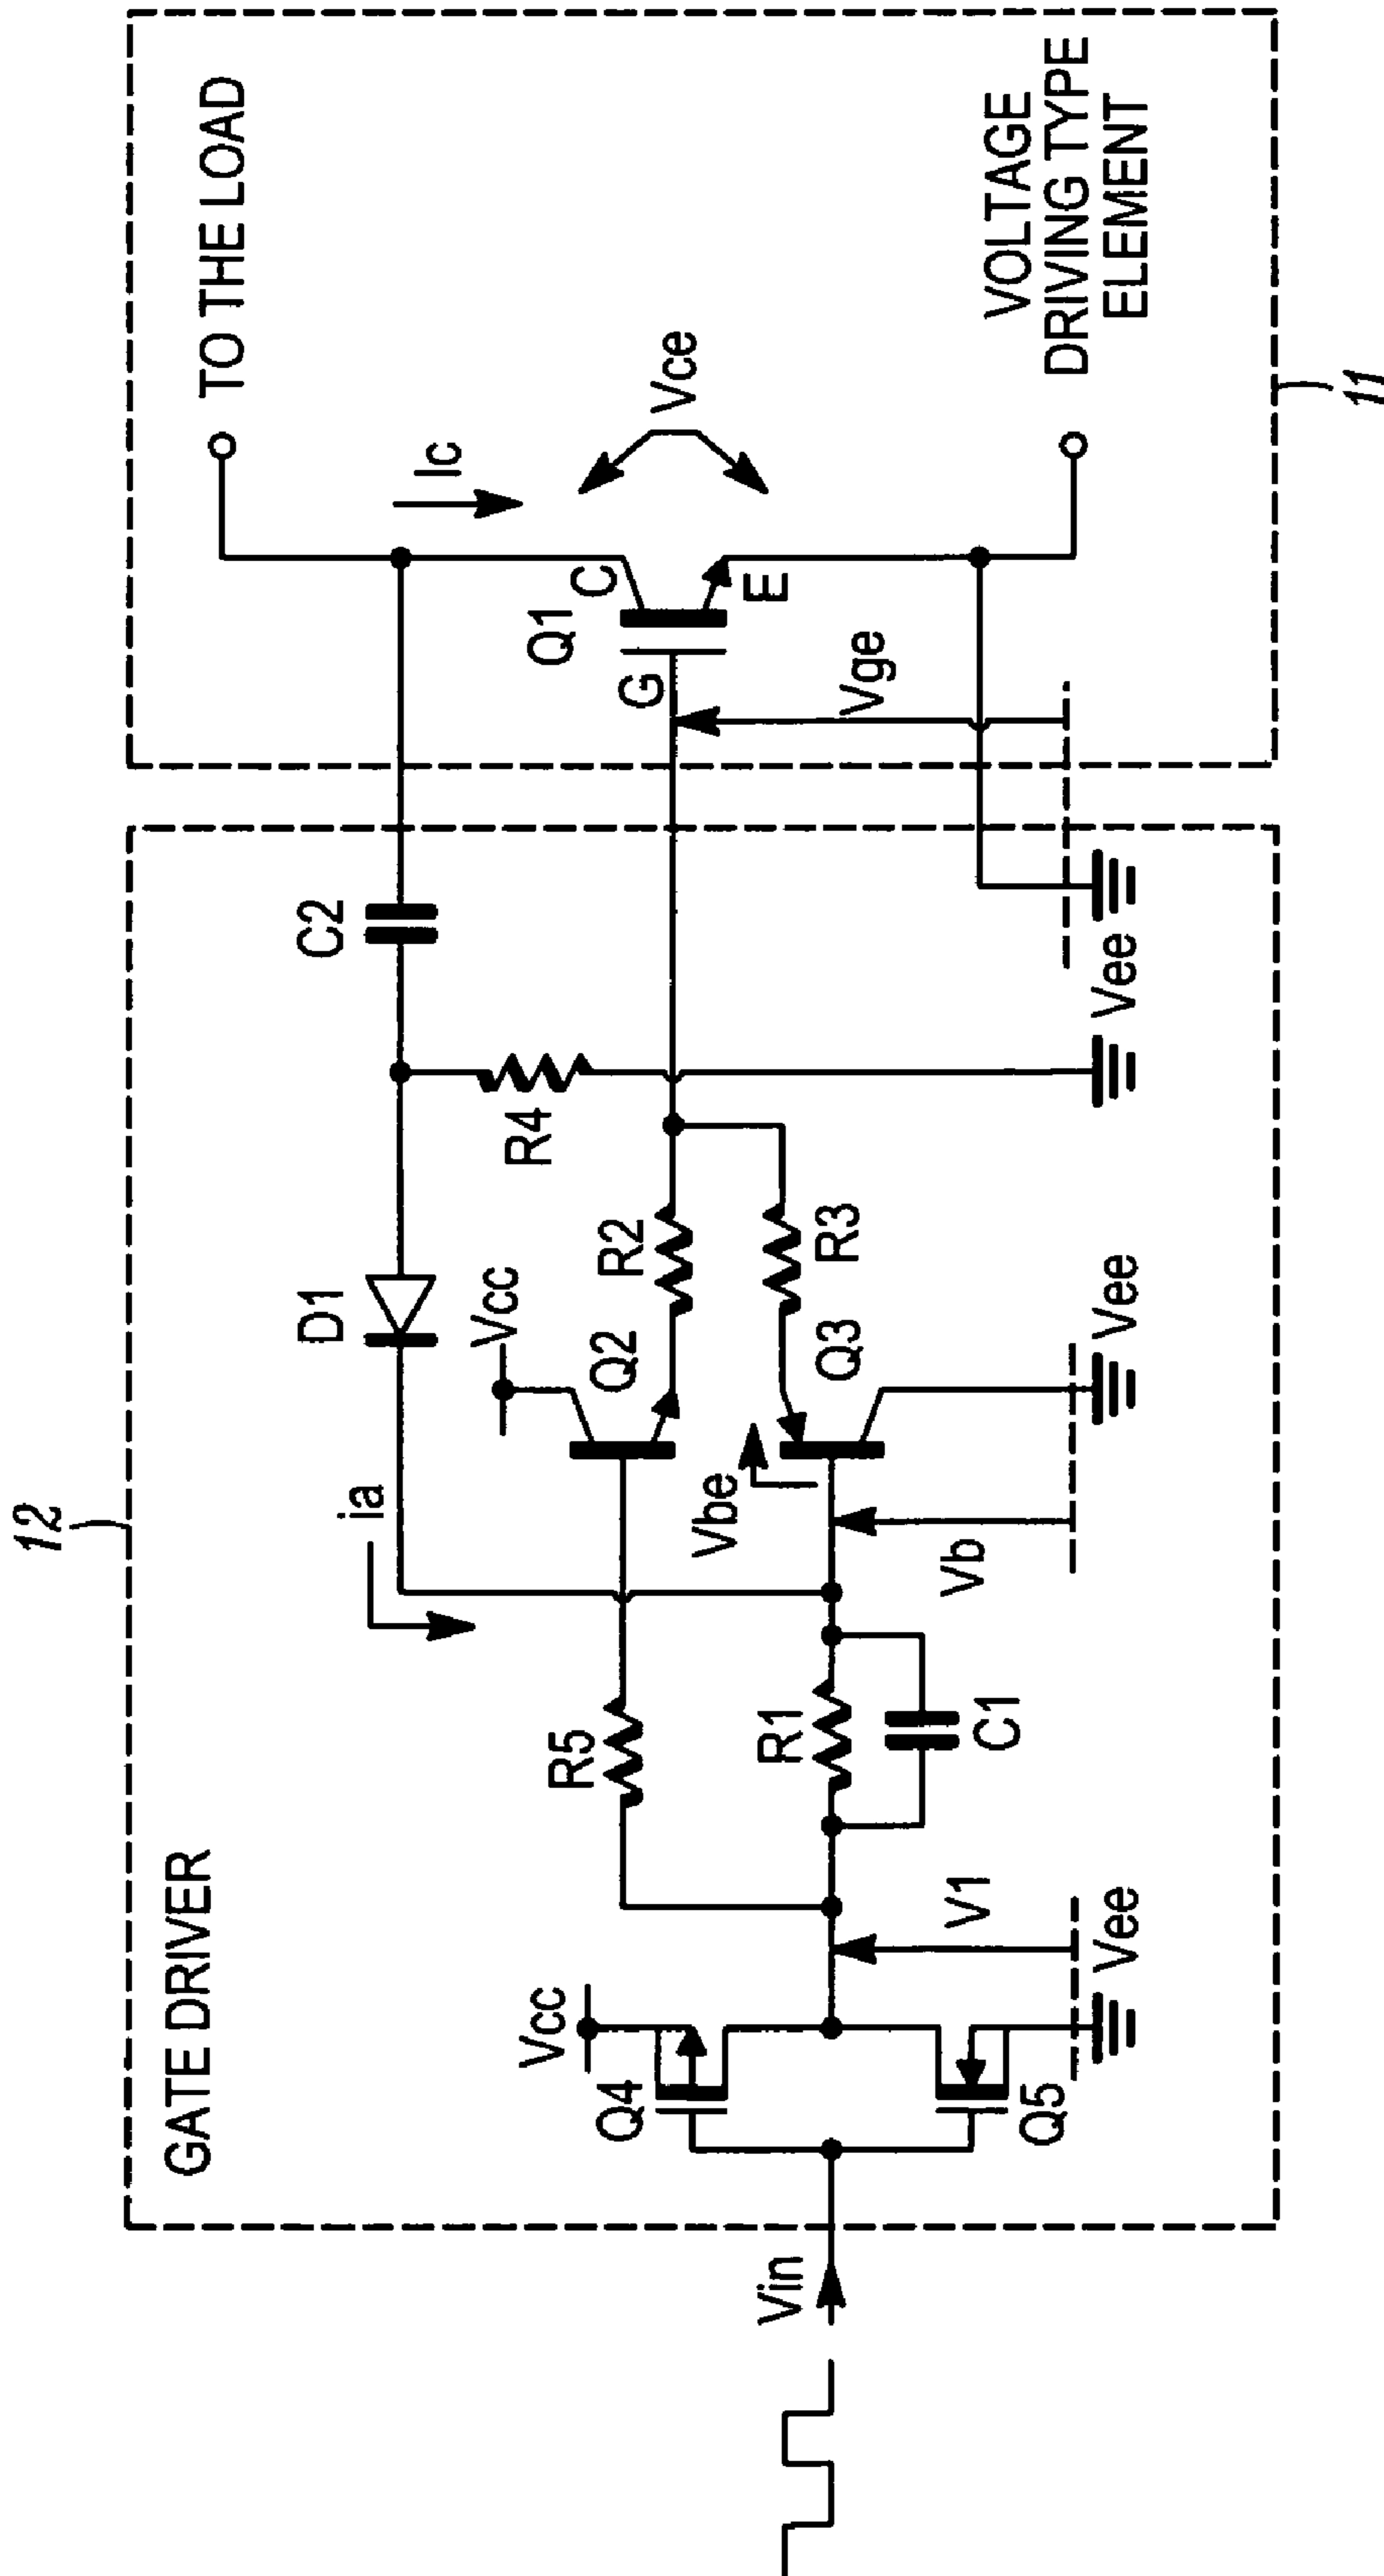 12
GATE DRIVER
TO THE LOAD
D1
C2
ia
Ic
Vcc
R4
Vcc
Q1
C
Vce
R5
Q2
R2
G
E
Q4
Vbe
Vin
R1
Q3
R3
Vge
V1
C1
Vb
Q5
Vee
Vee
Vee
VOLTAGE
DRIVING TYPE
ELEMENT
11